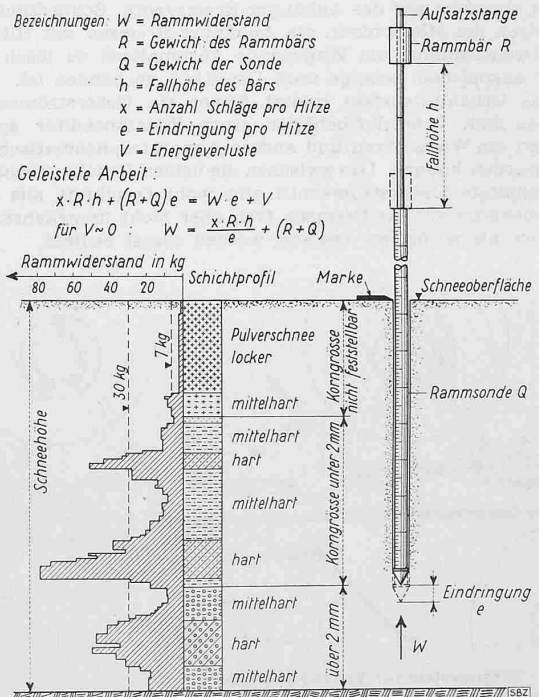 Bezeichnungen: W = Rammwiderstand
R = Gewicht des Rammbärs
Q = Gewicht der Sonde
h = Fallhöhe des Bärs
x = Anzahl Schläge pro Hitze
e = Eindringung pro Hitze
V = Energieverluste
Geleistete Arbeit:
x·R·h + (R+Q)e = W·e + V
für V~0 : W = x·R·h/e + (R+Q)
Aufsatzstange
Rammbär R
Fallhöhe h.
Rammwiderstand in kg
80 60 40 20
Schichtprofil
Marke
Schneeoberfläche
Schneehöhe
30 kg
7 kg
Pulverschnee
locker
mittelhart
mittelhart
hart
mittelhart
hart
mittelhart
hart
mittelhart
Korngrösse
nicht feststellbar
Korngrösse unter 2mm
über 2 mm
Rammsonde Q
Eindringung
e
W
SBZ